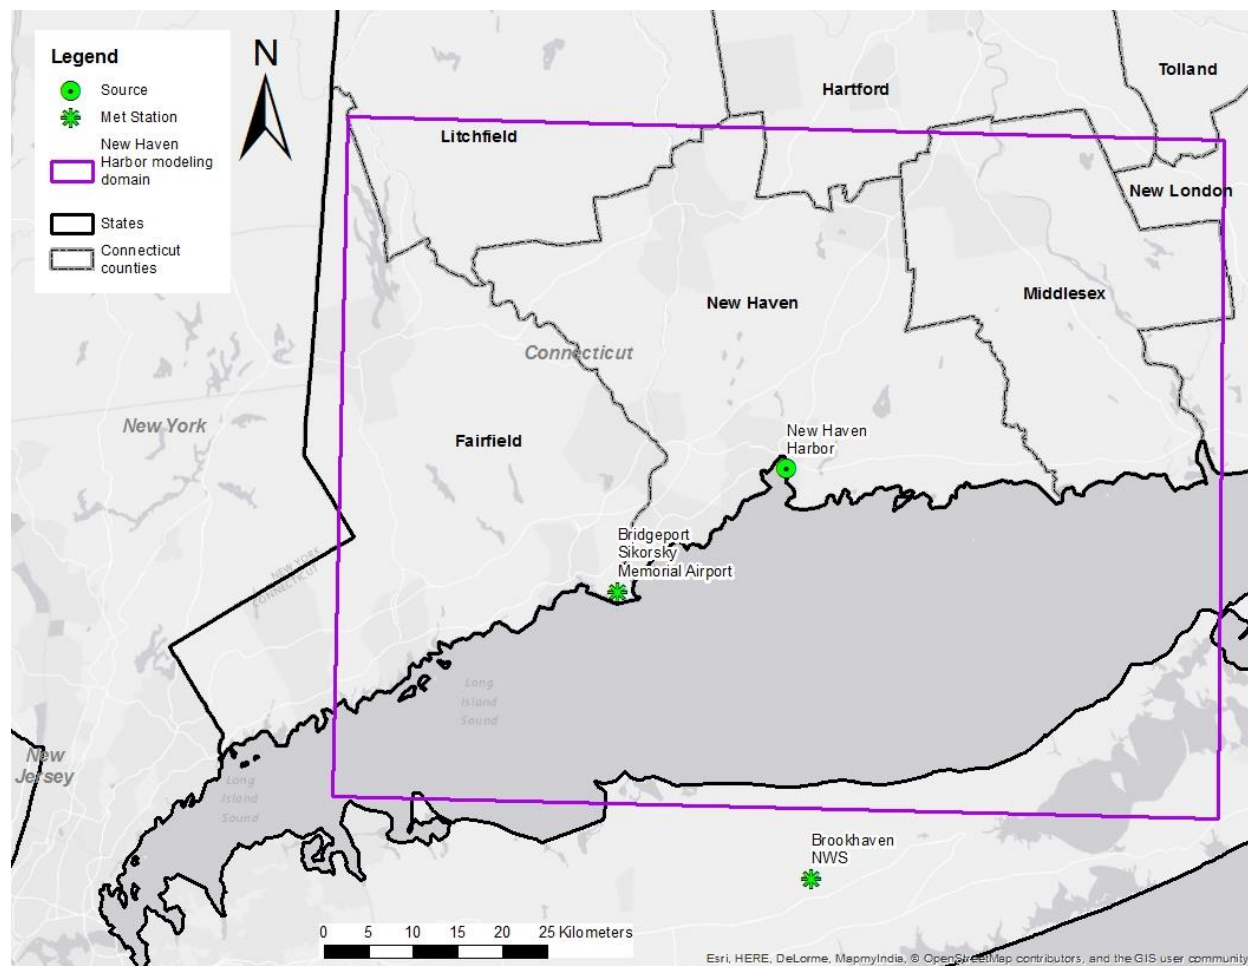 Legend
Source
Met Station
New Haven
Harbor modeling
domain
States
Connecticut
counties
N
Tolland
Hartford
Litchfield
New London
Middlesex
New Haven
Connecticut
New York
Fairfield
New Haven
Harbor
Bridgeport
Sikorsky
Memorial Airport
NEW YORK
CONNECTICUT
Long
Island
Sound
New
Jersey
Long
Island
Sound
Brookhaven
NWS
0 5 10 15 20 25 Kilometers
Esri, HERE, DeLorme, MapmyIndia, © OpenStreetMap contributors, and the GIS user community